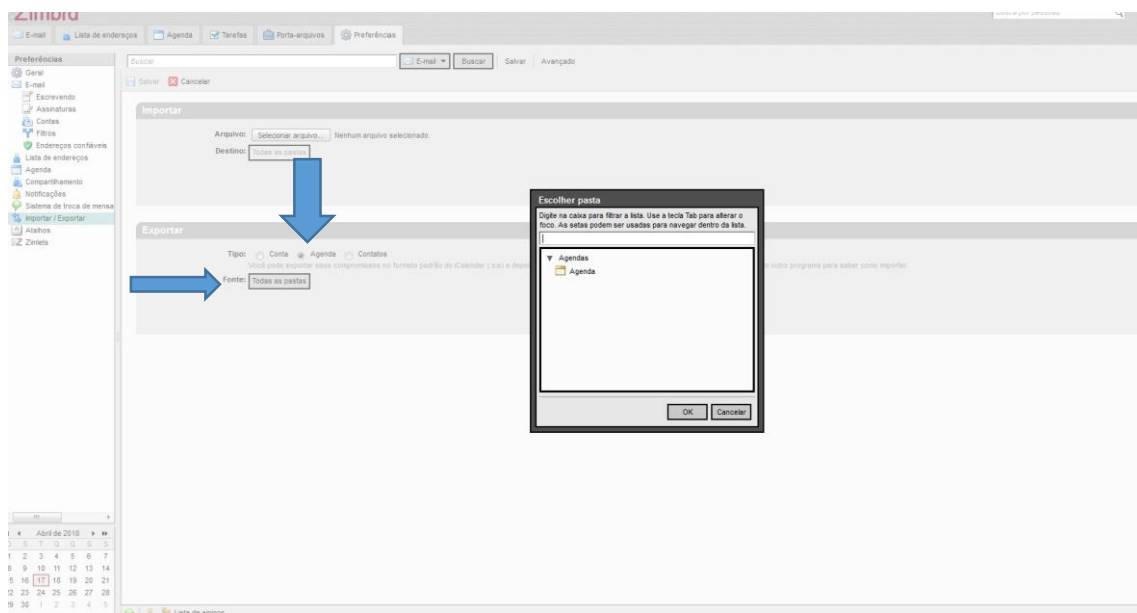 Zimbra
Busca por pessoas
E-mail Lista de endereços Agenda Tarefas Porta-arquivos Preferências
Preferências
Geral
E-mail
Escrevendo
Assinaturas
Contas
Filtros
Endereços confiáveis
Lista de endereços
Agenda
Compartilhamento
Notificações
Sistema de troca de mensa
Importar / Exportar
Atalhos
Zimlets
Buscar E-mail Buscar Salvar Avançado
Salvar Cancelar
Importar
Arquivo: Selecionar arquivo... Nenhum arquivo selecionado.
Destino: Todas as pastas
Exportar
Tipo: Conta Agenda Contatos
Você pode exportar seus compromissos no formato padrão do iCalendar (.ics) e depo outro programa para saber como importar.
Fonte: Todas as pastas
Escolher pasta
Digite na caixa para filtrar a lista. Use a tecla Tab para alterar o
foco. As setas podem ser usadas para navegar dentro da lista.
Agendas
Agenda
OK Cancelar
Abril de 2018
S T Q Q S S
1 2 3 4 5 6 7
8 9 10 11 12 13 14
5 16 17 18 19 20 21
22 23 24 25 26 27 28
29 30 1 2 3 4 5
Lista de amigos